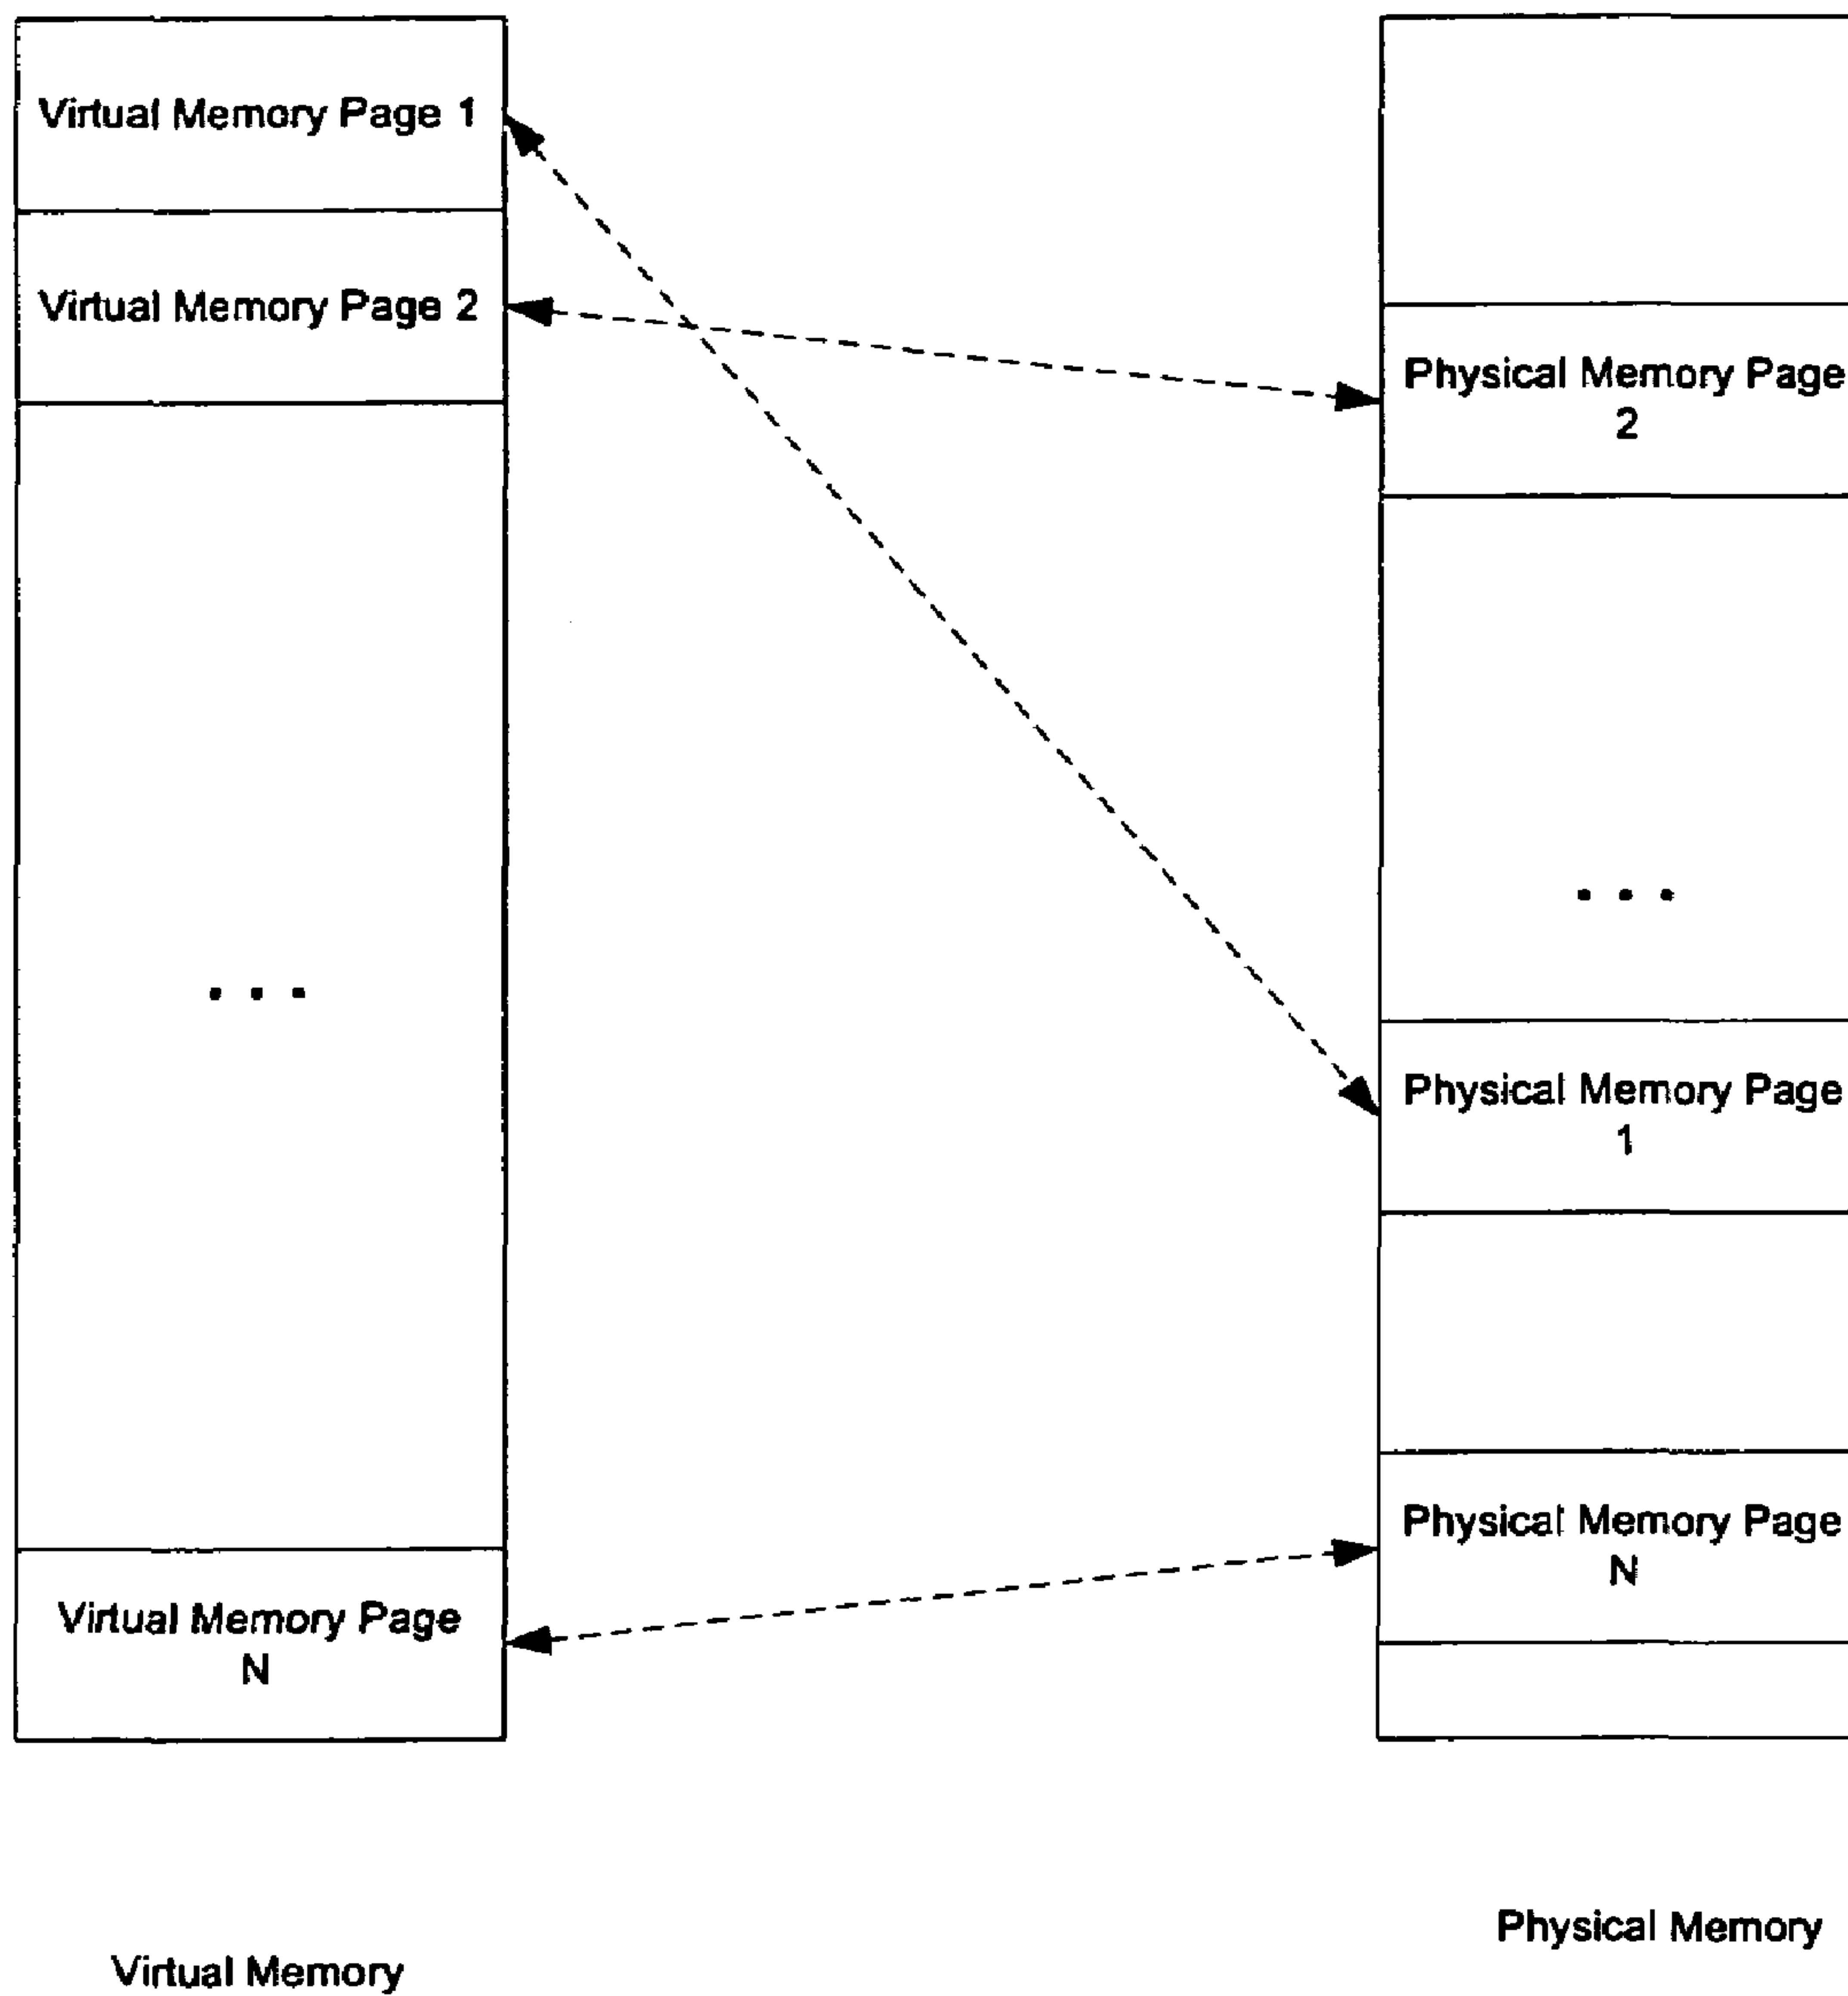 Virtual Memory Page 1
Virtual Memory Page 2
. . .
Virtual Memory Page
N
Physical Memory Page
2
. . .
Physical Memory Page
1
Physical Memory Page
N
Virtual Memory
Physical Memory